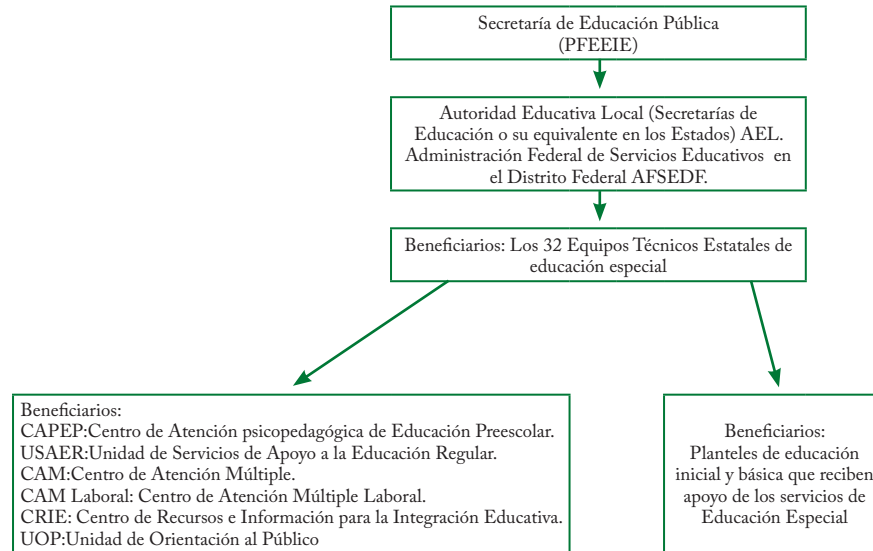 Secretaría de Educación Pública
(PFEEIE)
Autoridad Educativa Local (Secretarías de
Educación o su equivalente en los Estados) AEL.
Administración Federal de Servicios Educativos en
el Distrito Federal AFSEDF.
Beneficiarios: Los 32 Equipos Técnicos Estatales de
educación especial
Beneficiarios:
CAPEP:Centro de Atención psicopedagógica de Educación Preescolar.
USAER:Unidad de Servicios de Apoyo a la Educación Regular.
CAM:Centro de Atención Múltiple.
CAM Laboral: Centro de Atención Múltiple Laboral.
CRIE: Centro de Recursos e Información para la Integración Educativa.
UOP:Unidad de Orientación al Público
Beneficiarios:
Planteles de educación
inicial y básica que reciben
apoyo de los servicios de
Educación Especial